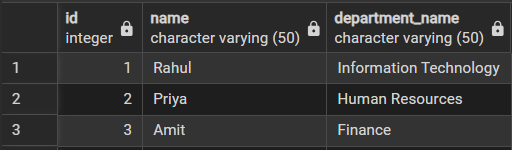 id name department_name
integer character varying (50) character varying (50)
1 1 Rahul Information Technology
2 2 Priya Human Resources
3 3 Amit Finance